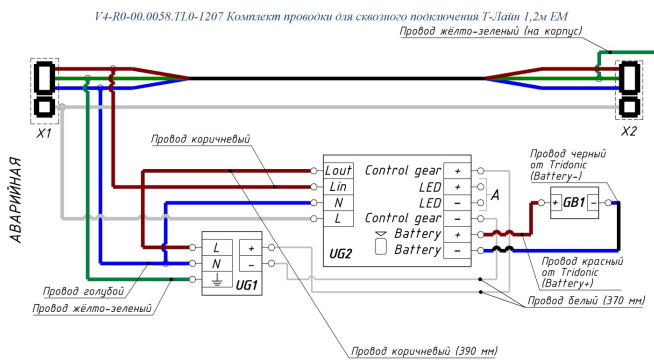 V4-R0-00.0058.TL0-1207 Комплект проводки для сквозного подключения Т-Лайн 1,2м ЕМ
Провод жёлто-зеленый (на корпус)
X1
X2
АВАРИЙНАЯ
Провод коричневый
Lout
Lin
N
L
Control gear +
LED +
LED -
Control gear -
Battery +
Battery -
UG2
A
Провод черный
от Tridonic
(Battery-)
+ GB1 -
Провод красный
от Tridonic
(Battery+)
L +
N -
UG1
Провод голубой
Провод жёлто-зеленый
Провод белый (370 мм)
Провод коричневый (390 мм)